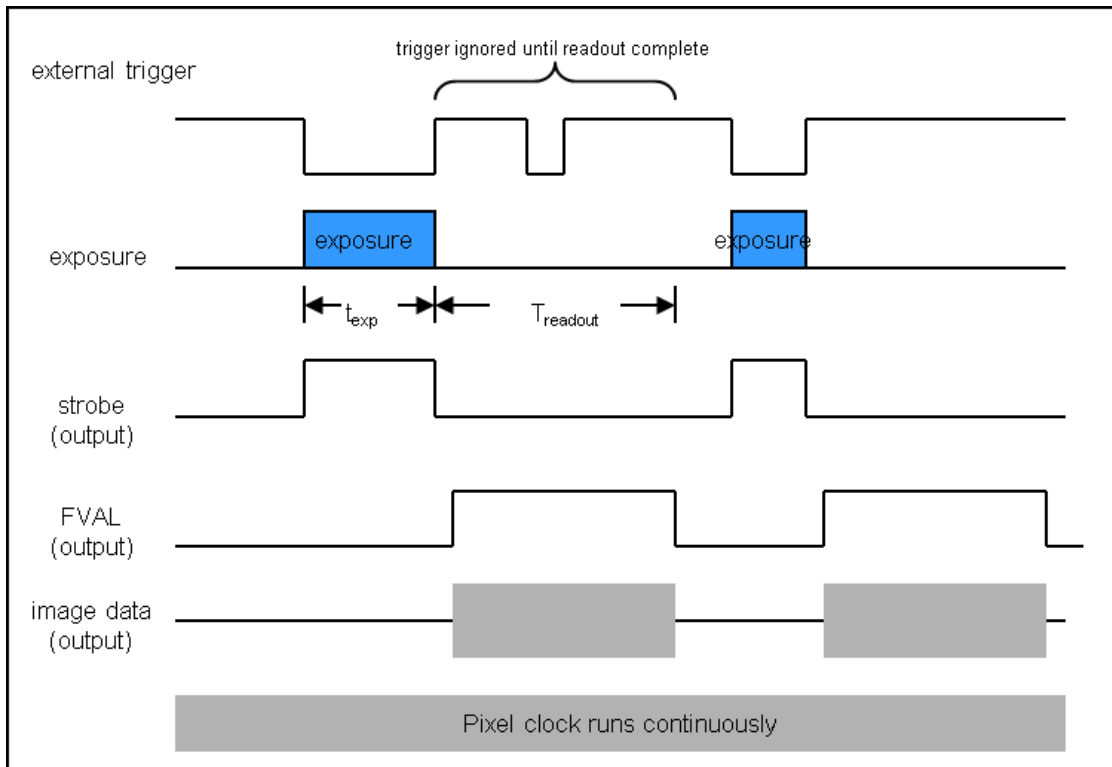 trigger ignored until readout complete
external trigger
exposure
exposure
exposure
texp
Treadout
strobe
(output)
FVAL
(output)
image data
(output)
Pixel clock runs continuously